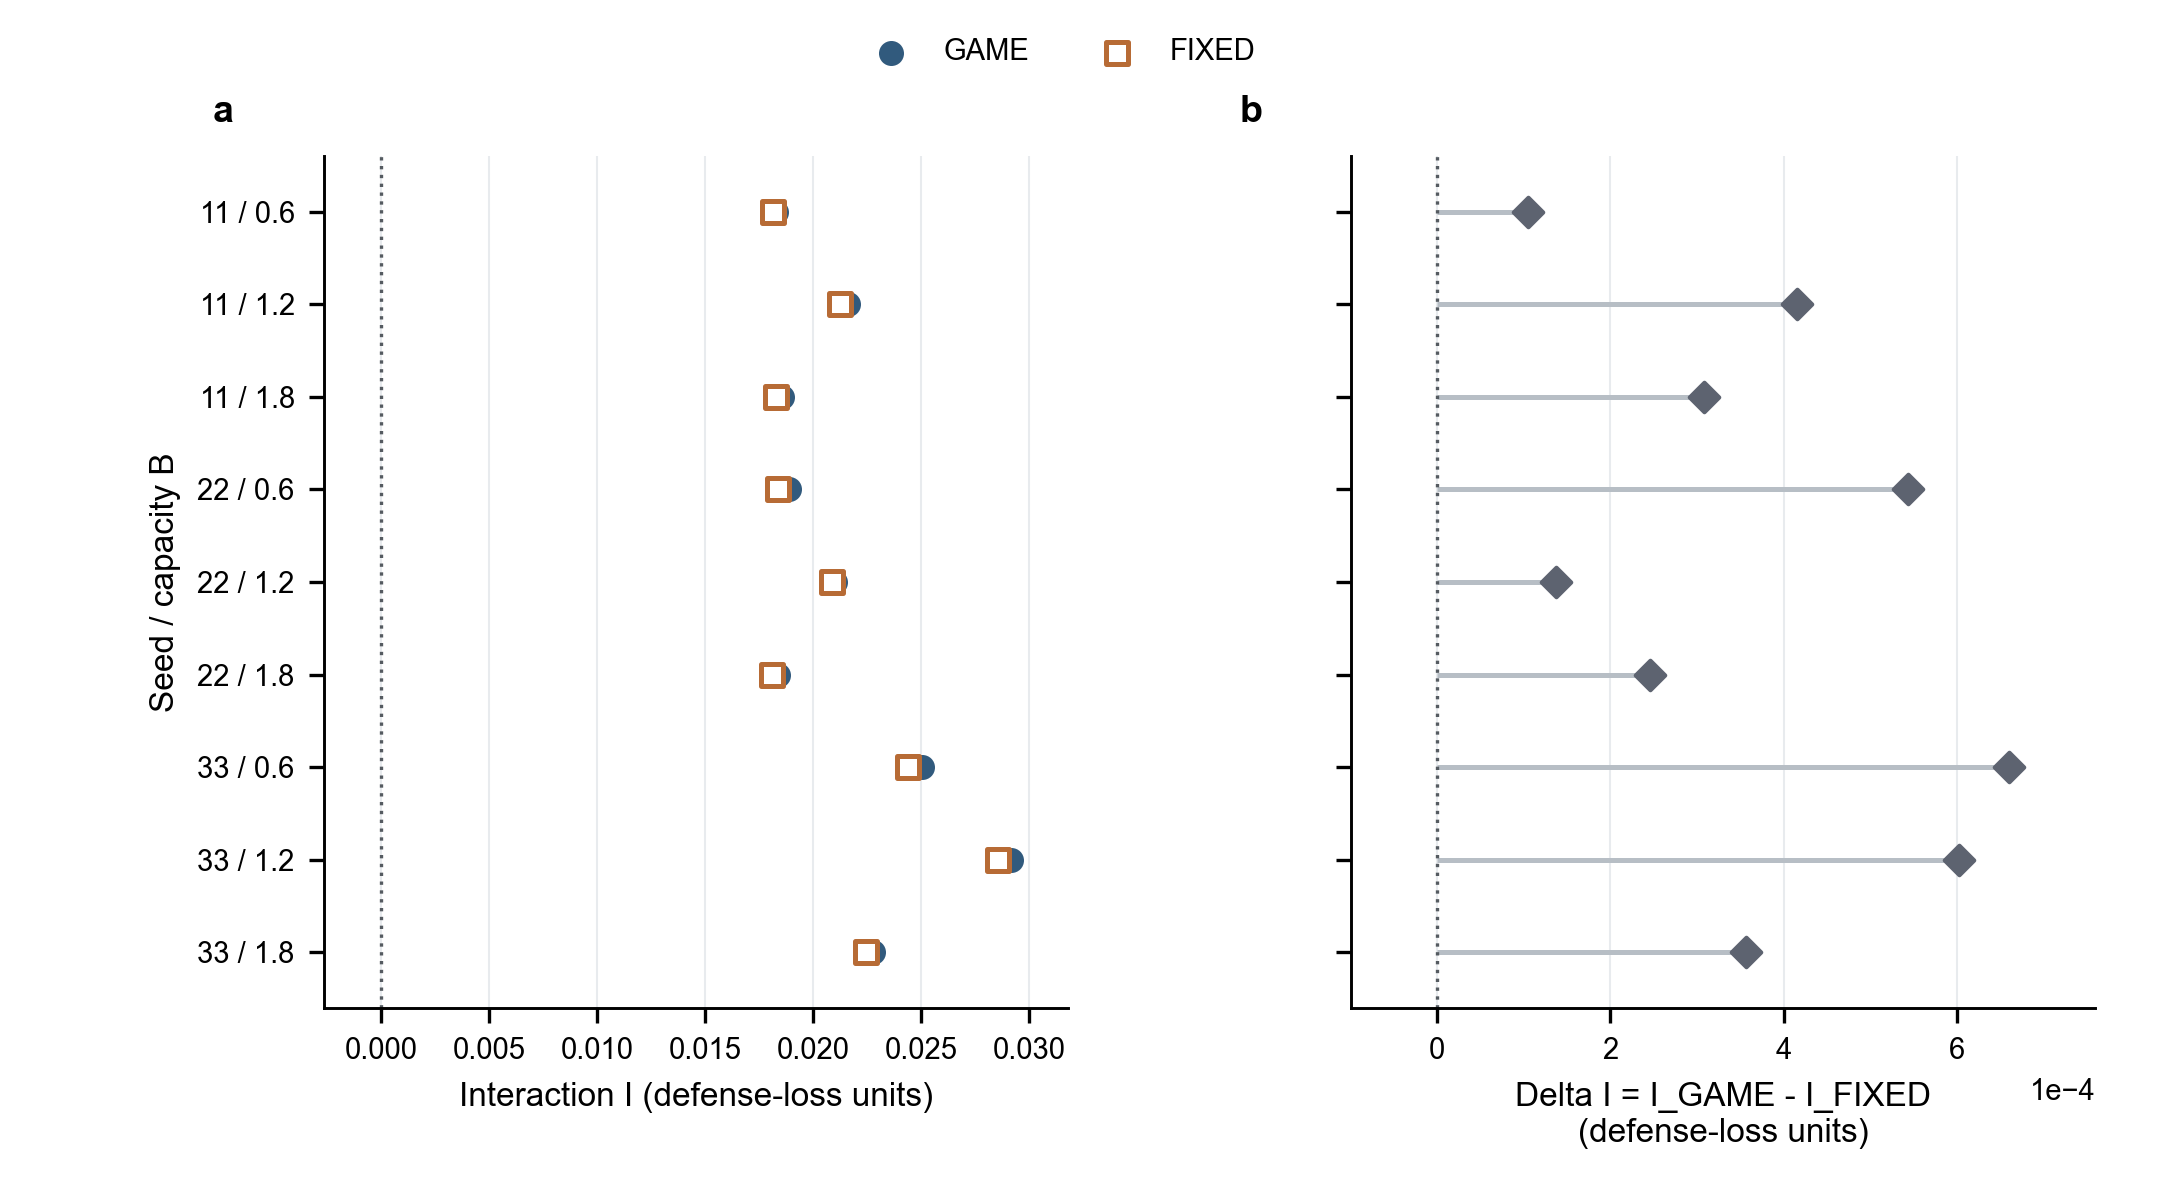 GAME FIXED
a
b
11 / 0.6
11 / 1.2
11 / 1.8
22 / 0.6
22 / 1.2
22 / 1.8
33 / 0.6
33 / 1.2
33 / 1.8
Seed / capacity B
0.000 0.005 0.010 0.015 0.020 0.025 0.030
Interaction I (defense-loss units)
0 2 4 6
1e−4
Delta I = I_GAME - I_FIXED
(defense-loss units)